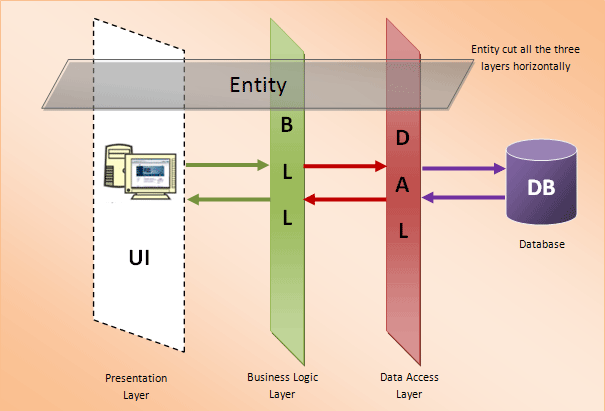 Entity cut all the three
layers horizontally
Entity
B
L
L
D
A
L
UI
DB
Database
Presentation
Layer
Business Logic
Layer
Data Access
Layer